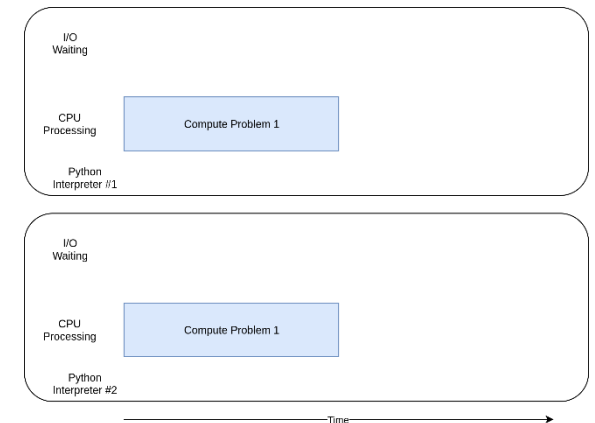 I/O
Waiting
CPU
Processing
Compute Problem 1
Python
Interpreter #1
I/O
Waiting
CPU
Processing
Compute Problem 1
Python
Interpreter #2
Time